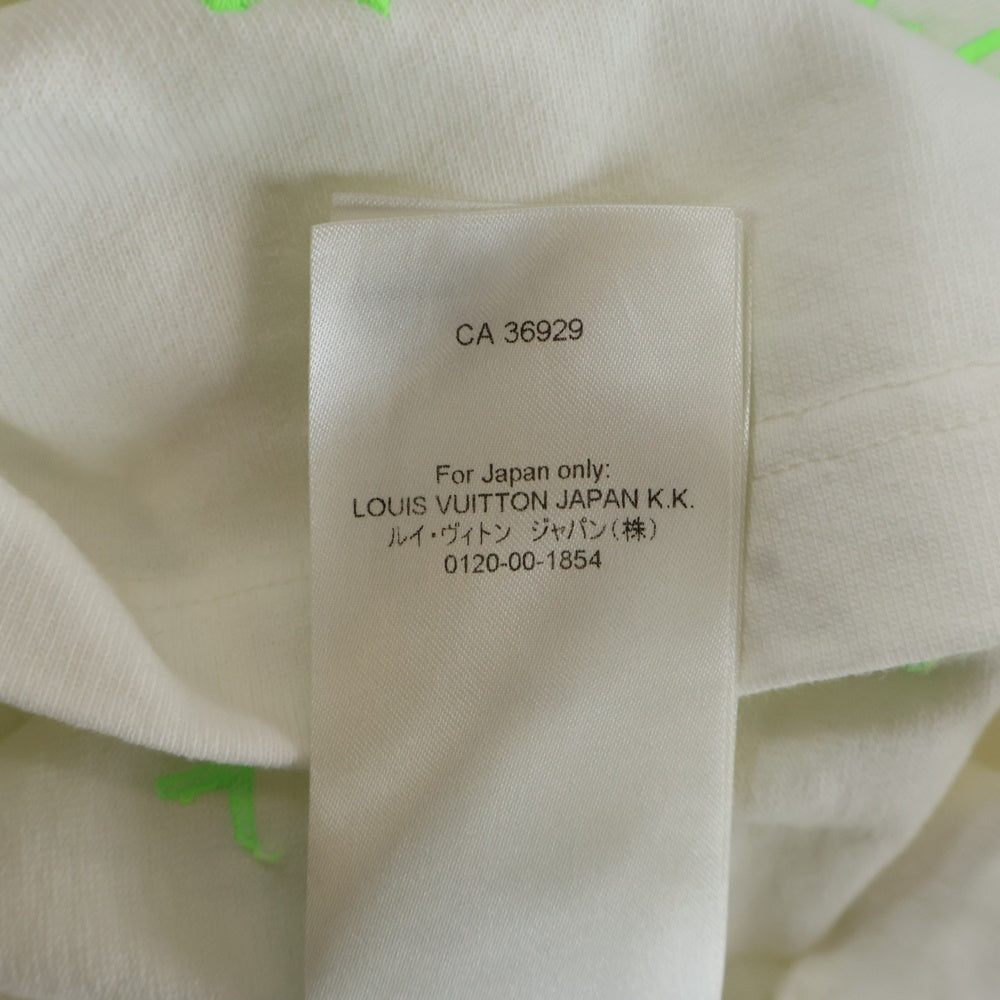 CA 36929
For Japan only:
LOUIS VUITTON JAPAN K.K.
ルイ・ヴィトン ジャパン(株)
0120-00-1854